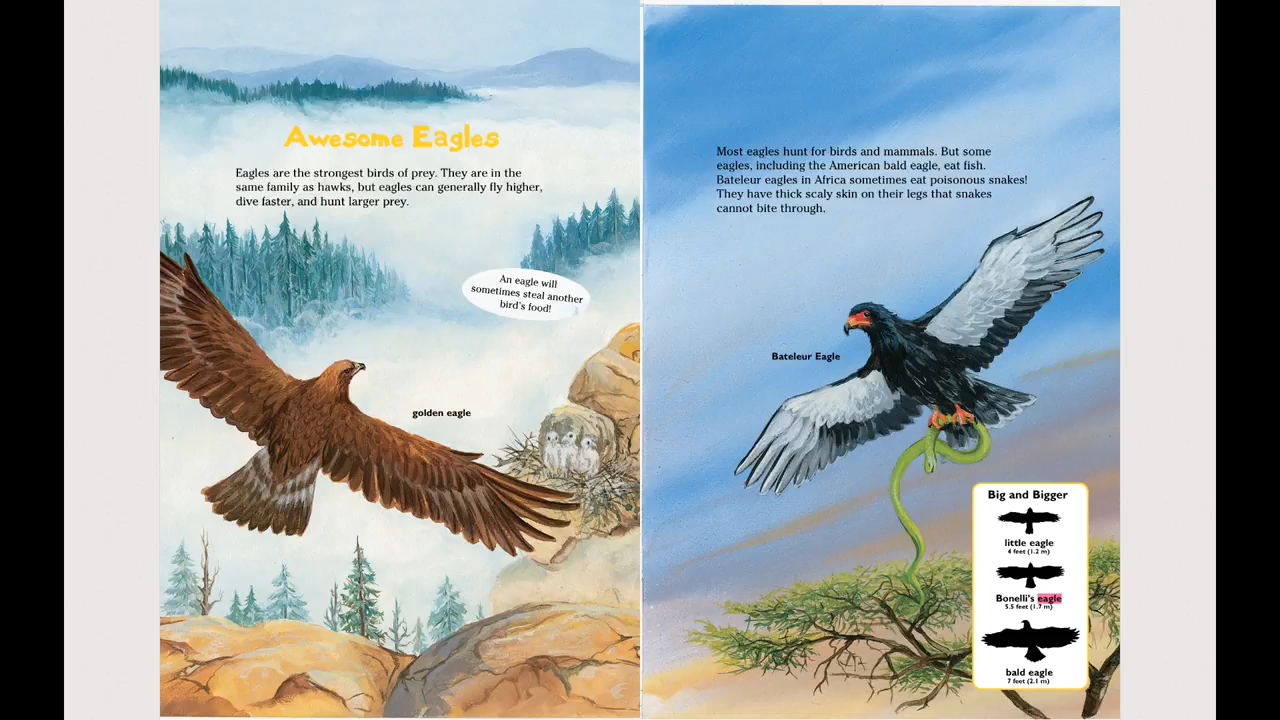 Awesome Eagles
Eagles are the strongest birds of prey. They are in the
same family as hawks, but eagles can generally fly higher,
dive faster, and hunt larger prey.
An eagle will
sometimes steal another
bird's food!
golden eagle
Most eagles hunt for birds and mammals. But some
eagles, including the American bald eagle, eat fish.
Bateleur eagles in Africa sometimes eat poisonous snakes!
They have thick scaly skin on their legs that snakes
cannot bite through.
Bateleur Eagle
Big and Bigger
little eagle
4 feet (1.2 m)
Bonelli's eagle
5.5 feet (1.7 m)
bald eagle
7 feet (2.1 m)